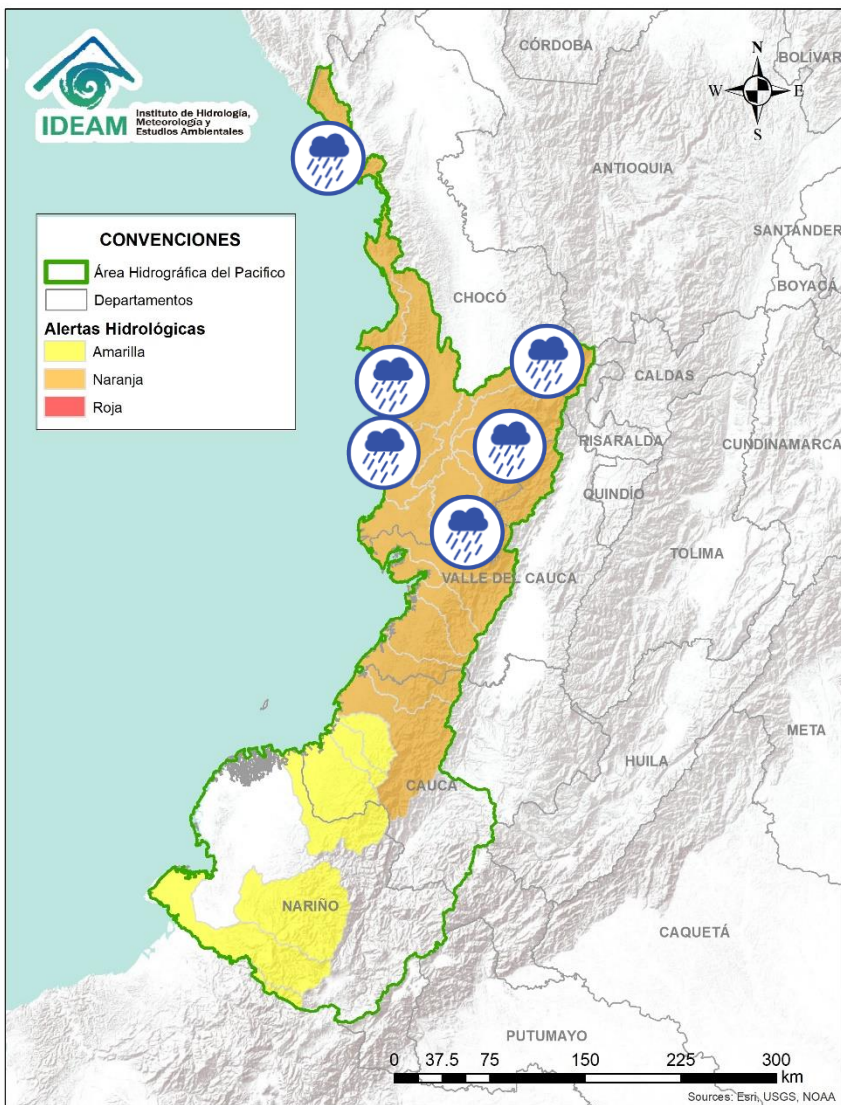 IDEAM
Instituto de Hidrología,
Meteorología y
Estudios Ambientales
CÓRDOBA
BOLÍVAR
N
W
E
S
ANTIOQUIA
SANTANDER
BOYACÁ
CONVENCIONES
Área Hidrográfica del Pacifico
Departamentos
Alertas Hidrológicas
Amarilla
Naranja
Roja
CHOCÓ
CALDAS
RISARALDA
CUNDINAMARCA
QUINDÍO
TOLIMA
VALLE DEL CAUCA
META
HUILA
CAUCA
NARIÑO
CAQUETÁ
PUTUMAYO
0 37.5 75 150 225 300
km
Sources: Esri, USGS, NOAA